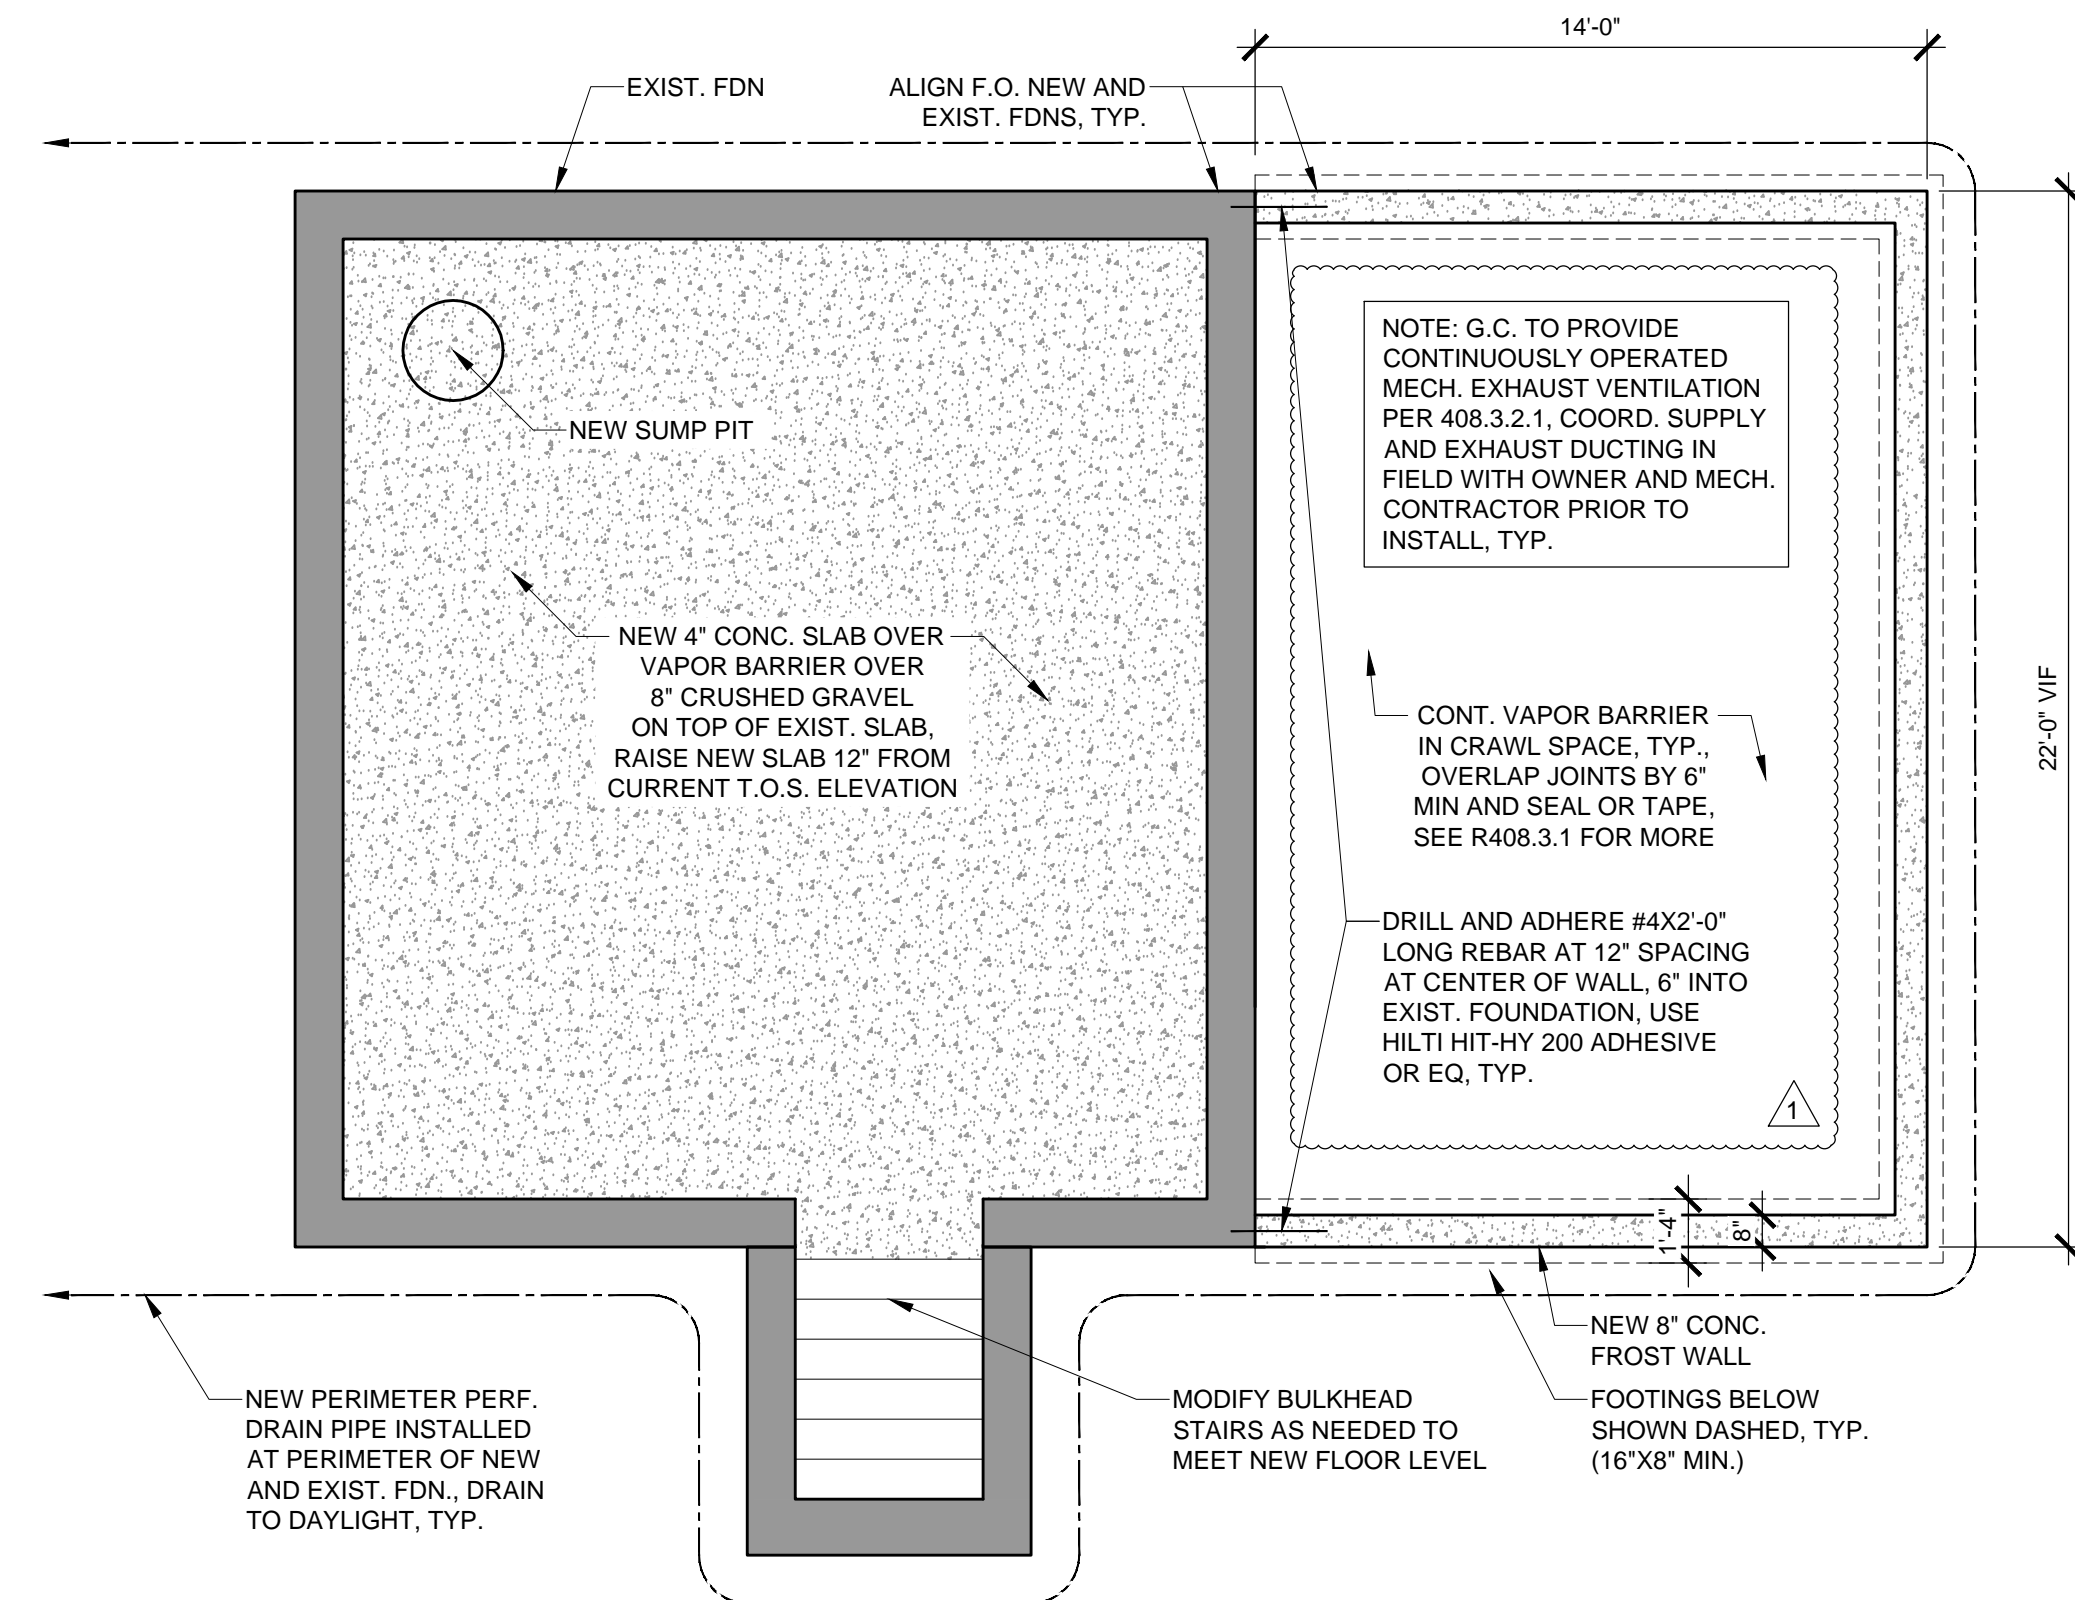 14'-0"
EXIST. FDN
ALIGN F.O. NEW AND
EXIST. FDNS, TYP.
NOTE: G.C. TO PROVIDE
CONTINUOUSLY OPERATED
MECH. EXHAUST VENTILATION
PER 408.3.2.1, COORD. SUPPLY
AND EXHAUST DUCTING IN
FIELD WITH OWNER AND MECH.
CONTRACTOR PRIOR TO
INSTALL, TYP.
NEW SUMP PIT
NEW 4" CONC. SLAB OVER
VAPOR BARRIER OVER
8" CRUSHED GRAVEL
ON TOP OF EXIST. SLAB,
RAISE NEW SLAB 12" FROM
CURRENT T.O.S. ELEVATION
CONT. VAPOR BARRIER
IN CRAWL SPACE, TYP.,
OVERLAP JOINTS BY 6"
MIN AND SEAL OR TAPE,
SEE R408.3.1 FOR MORE
22'-0" VIF
DRILL AND ADHERE #4X2'-0"
LONG REBAR AT 12" SPACING
AT CENTER OF WALL, 6" INTO
EXIST. FOUNDATION, USE
HILTI HIT-HY 200 ADHESIVE
OR EQ, TYP.
1
1'-4"
8"
NEW 8" CONC.
FROST WALL
FOOTINGS BELOW
SHOWN DASHED, TYP.
(16"X8" MIN.)
MODIFY BULKHEAD
STAIRS AS NEEDED TO
MEET NEW FLOOR LEVEL
NEW PERIMETER PERF.
DRAIN PIPE INSTALLED
AT PERIMETER OF NEW
AND EXIST. FDN., DRAIN
TO DAYLIGHT, TYP.